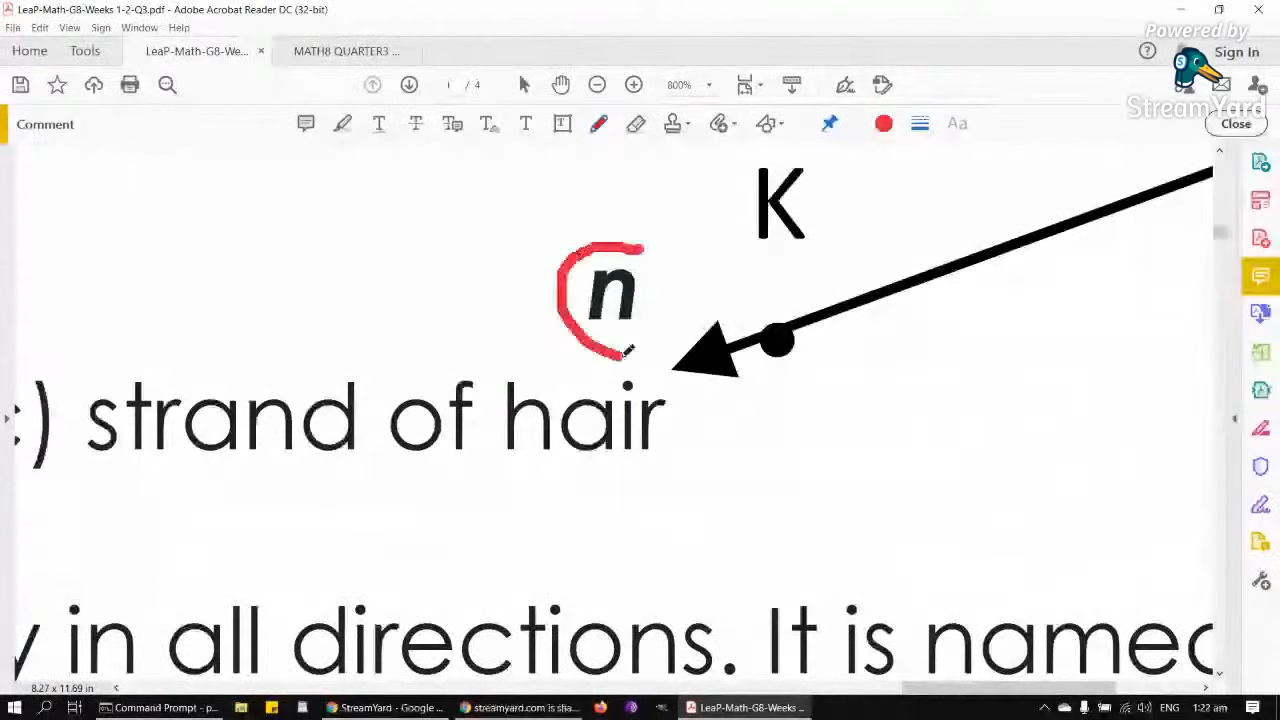 LeaP-Math-G8-Weeks 1-2-Q3.pdf - Adobe Acrobat Reader DC (32-bit)
File Edit View Sign Window Help
Powered by
StreamYard
Home Tools LeaP-Math-G8-We... × MATH8 QUARTER3 ... Sign In
800%
Comment Aa Close
K
n
c) strand of hair
y in all directions. It is named
8.27 x 11.69 in
Command Prompt - p... StreamYard - Google ... streamyard.com is sha... LeaP-Math-G8-Weeks ... ENG 1:22 am